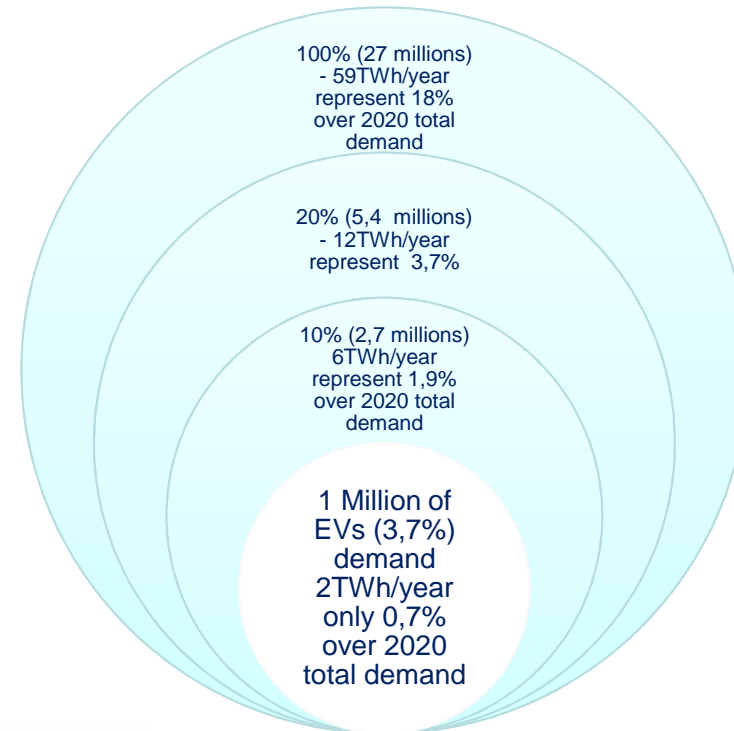 100% (27 millions)
- 59TWh/year
represent 18%
over 2020 total
demand
20% (5,4  millions)
- 12TWh/year
represent  3,7%
10% (2,7 millions)
6TWh/year
represent 1,9%
over 2020 total
demand
1 Million of
EVs (3,7%)
demand
2TWh/year
only 0,7%
over 2020
total demand